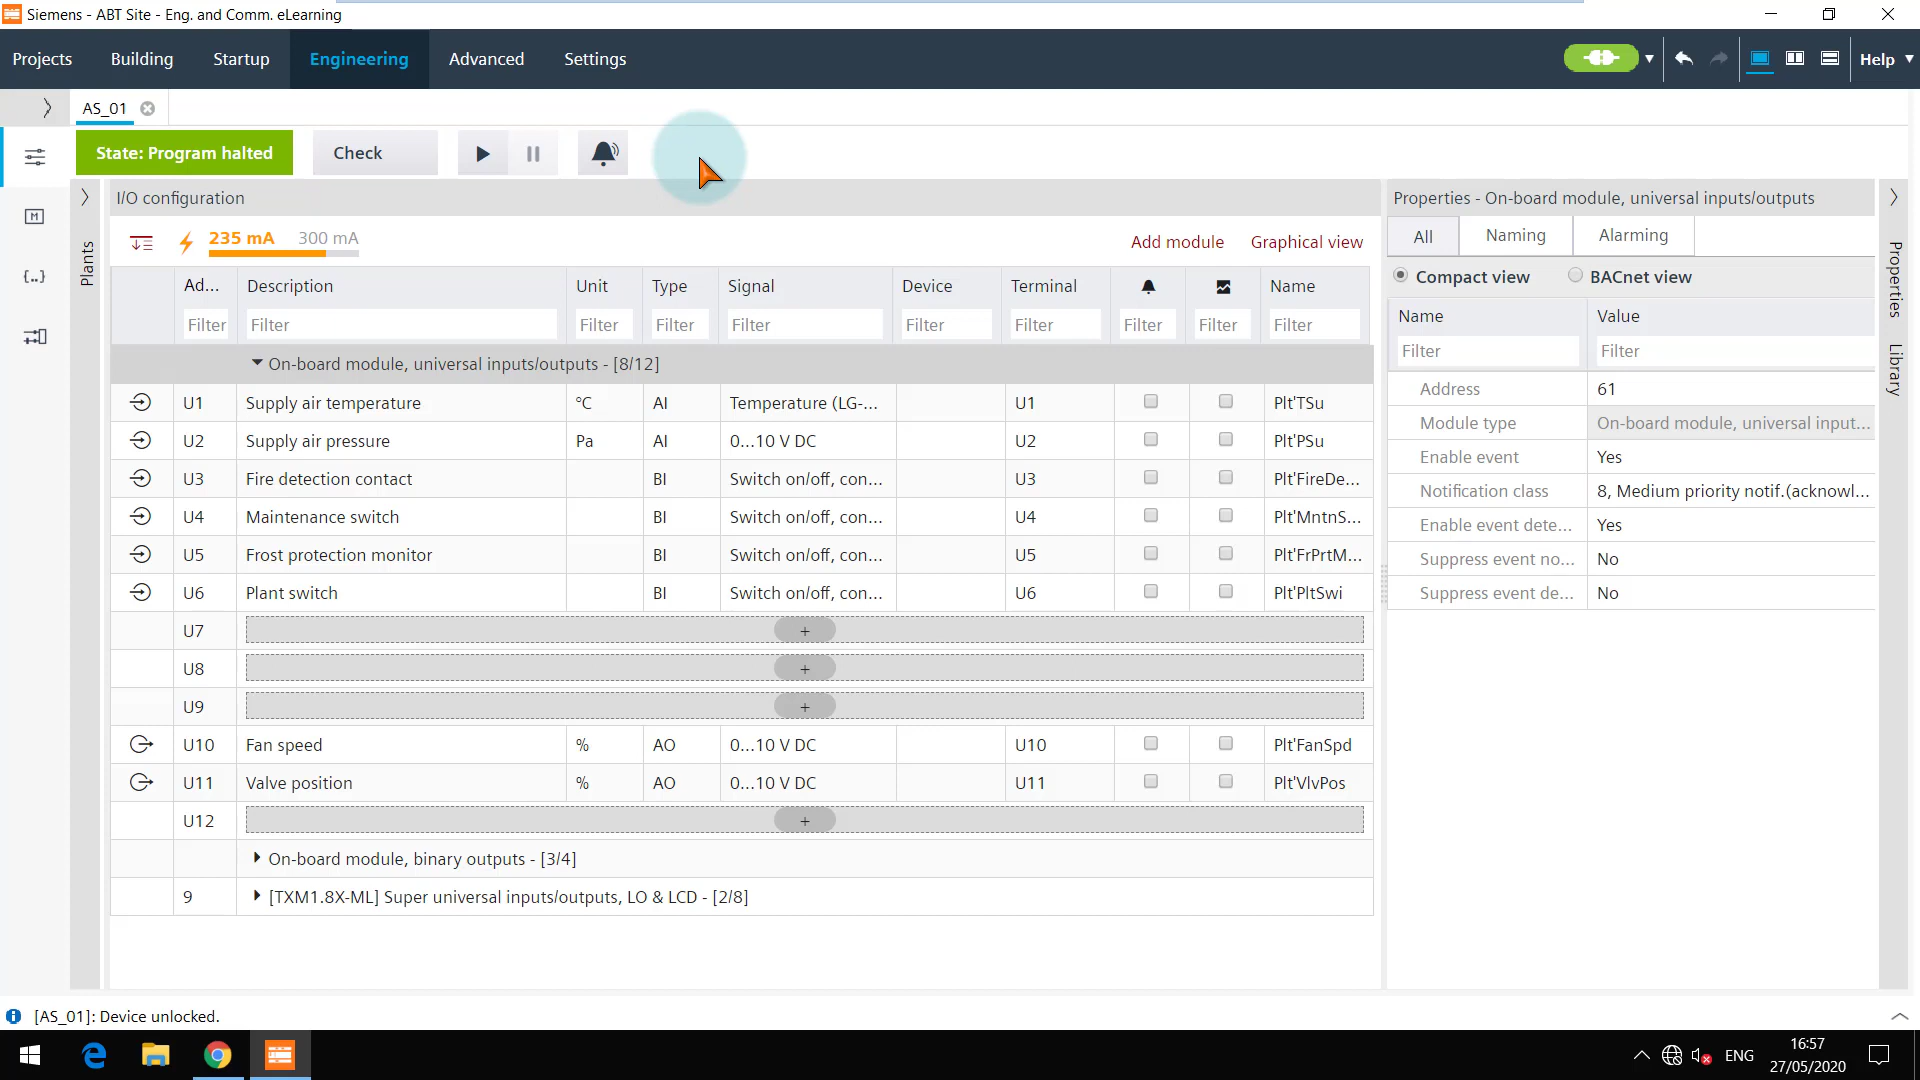 Siemens - ABT Site - Eng. and Comm. eLearning
Projects Building Startup Engineering Advanced Settings Help
AS_01
State: Program halted Check
Plants
I/O configuration
235 mA 300 mA Add module Graphical view
Ad... Description Unit Type Signal Device Terminal Name
Filter Filter Filter Filter Filter Filter Filter Filter Filter Filter
On-board module, universal inputs/outputs - [8/12]
U1 Supply air temperature °C AI Temperature (LG-... U1 Plt'TSu
U2 Supply air pressure Pa AI 0...10 V DC U2 Plt'PSu
U3 Fire detection contact BI Switch on/off, con... U3 Plt'FireDe...
U4 Maintenance switch BI Switch on/off, con... U4 Plt'MntnS...
U5 Frost protection monitor BI Switch on/off, con... U5 Plt'FrPrtM...
U6 Plant switch BI Switch on/off, con... U6 Plt'PltSwi
U7 +
U8 +
U9 +
U10 Fan speed % AO 0...10 V DC U10 Plt'FanSpd
U11 Valve position % AO 0...10 V DC U11 Plt'VlvPos
U12 +
On-board module, binary outputs - [3/4]
9 [TXM1.8X-ML] Super universal inputs/outputs, LO & LCD - [2/8]
Properties - On-board module, universal inputs/outputs
All Naming Alarming
Compact view BACnet view
Name Value
Filter Filter
Address 61
Module type On-board module, universal input...
Enable event Yes
Notification class 8, Medium priority notif.(acknowl...
Enable event dete... Yes
Suppress event no... No
Suppress event de... No
Properties
Library
[AS_01]: Device unlocked.
ENG
16:57
27/05/2020